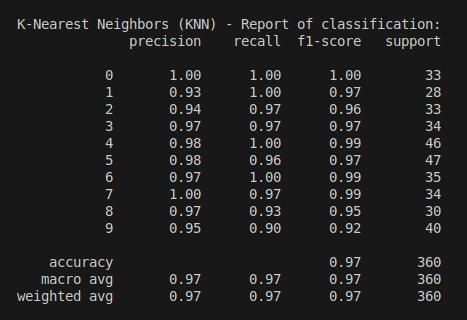 K-Nearest Neighbors (KNN) - Report of classification:
              precision    recall  f1-score   support

           0       1.00      1.00      1.00        33
           1       0.93      1.00      0.97        28
           2       0.94      0.97      0.96        33
           3       0.97      0.97      0.97        34
           4       0.98      1.00      0.99        46
           5       0.98      0.96      0.97        47
           6       0.97      1.00      0.99        35
           7       1.00      0.97      0.99        34
           8       0.97      0.93      0.95        30
           9       0.95      0.90      0.92        40

    accuracy                           0.97       360
   macro avg       0.97      0.97      0.97       360
weighted avg       0.97      0.97      0.97       360